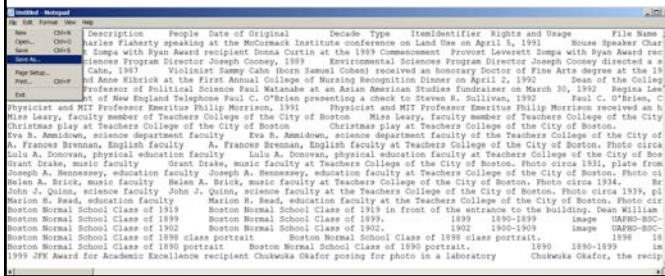 Untitled - Notepad
File Edit Format View Help
New Ctrl+N
Open... Ctrl+O
Save Ctrl+S
Save As...
Page Setup...
Print... Ctrl+P
Exit
Description People Date of Original Decade Type ItemIdentifier Rights and Usage File Name
harles Flaherty speaking at the McCormack Institute conference on Land Use on April 5, 1991 House Speaker Char
t Zompa with Ryan Award recipient Donna Curtin at the 1989 Commencement Provost Leverett Zompa with Ryan Award rec
ciences Program Director Joseph Cooney, 1989 Environmental Sciences Program Director Joseph Cooney directed a s
Cahn, 1987 Violinist Sammy Cahn (born Samuel Cohen) received an honorary Doctor of Fine Arts degree at the 1
nd Anne Kibrick at the First Annual College of Nursing Recognition Dinner on April 2, 1992 Dean of the Colleg
Professor of Political Science Paul Watanabe at an Asian American Studies fundraiser on March 30, 1992 Regina Lee
t of New England Telephone Paul C. O'Brien presenting a check to Steven R. Sullivan, 1992 Paul C. O'Brien,
Physicist and MIT Professor Emeritus Philip Morrison, 1991 Physicist and MIT Professor Emeritus Philip Morrison received an h
Miss Leary, faculty member of Teachers College of the City of Boston Miss Leary, faculty member of Teachers College of the City
Christmas play at Teachers College of the City of Boston Christmas play at Teachers College of the City of Boston.
Eva B. Ammidown, science department faculty Eva B. Ammidown, science department faculty of the Teachers College of the City of
A. Frances Brennan, English faculty A. Frances Brennan, English faculty at Teachers College of the City of Boston. Photo circa
Lulu A. Donovan, physical education faculty Lulu A. Donovan, physical education faculty of the Teachers College of the City of Bos
Grant Drake, music faculty Grant Drake, music faculty at Teachers College of the City of Boston. Photo circa 1931, plate from
Joseph A. Hennessey, education faculty Joseph A. Hennessey, education faculty at Teachers College of the City of Boston. Photo ci
Helen A. Brick, music faculty Helen A. Brick, music faculty at Teachers College of the City of Boston. Photo circa 1934.
John J. Quinn, science faculty John J. Quinn, science faculty at the Teachers College of the City of Boston. Photo circa 1939, p
Marion H. Read, education faculty Marion H. Read, education faculty at the Teachers College of the City of Boston. Photo cir
Boston Normal School Class of 1919 Boston Normal School Class of 1919 in front of the entrance to the building. Dean William
Boston Normal School Class of 1899 Boston Normal School Class of 1899. 1899 1890-1899 image UAPHO-BSC-
Boston Normal School Class of 1902 Boston Normal School Class of 1902. 1902 1900-1909 image UAPHO-BSC-
Boston Normal School Class of 1898 class portrait Boston Normal School Class of 1898 class portrait. 1898 18
Boston Normal School Class of 1890 portrait Boston Normal School Class of 1890 portrait. 1890 1890-1899
1999 JFK Award for Academic Excellence recipient Chukwuka Okafor posing for photo in a laboratory Chukwuka Okafor, the recip